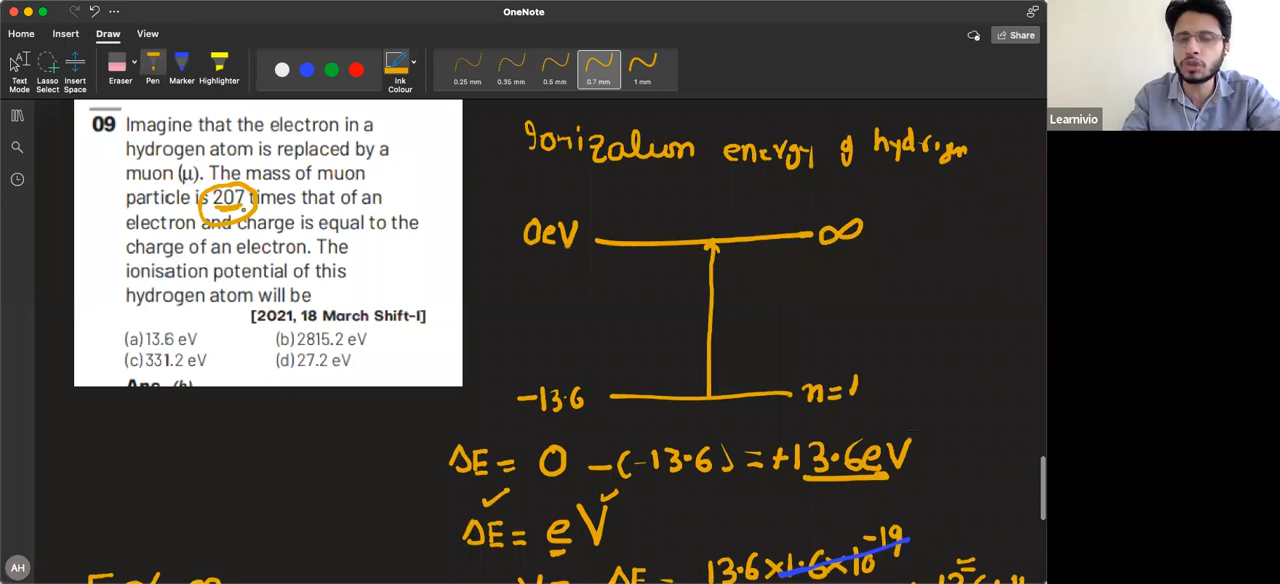 OneNote
Home Insert Draw View
Share
Text Mode
Lasso Select
Insert Space
Eraser
Pen
Marker
Highlighter
Ink Colour
0.25 mm
0.35 mm
0.5 mm
0.7 mm
1 mm
Learnivio
09 Imagine that the electron in a
hydrogen atom is replaced by a
muon (μ). The mass of muon
particle is 207 times that of an
electron and charge is equal to the
charge of an electron. The
ionisation potential of this
hydrogen atom will be
[2021, 18 March Shift-I]
(a) 13.6 eV (b) 2815.2 eV
(c) 331.2 eV (d) 27.2 eV
Ans. (b)
Ionization energy of hydrogen
0eV ∞
-13.6 n=1
ΔE = 0 -(-13.6) = +13.6eV
ΔE = eV
ΔE 13.6×1.6×10^-19
AH